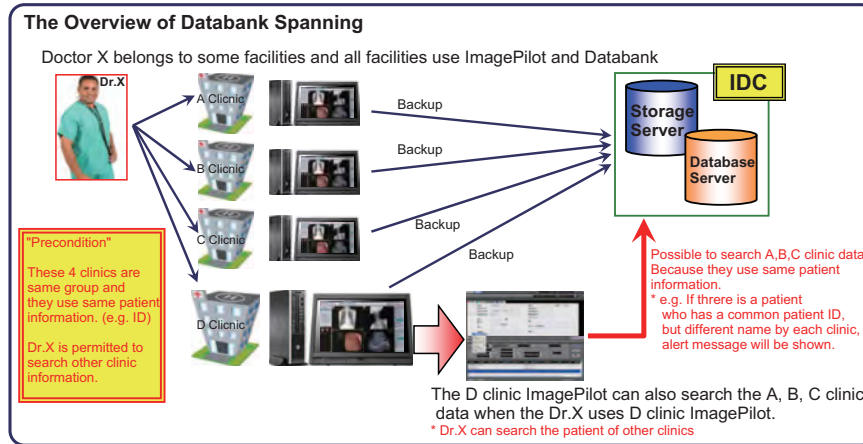 The Overview of Databank Spanning
Doctor X belongs to some facilities and all facilities use ImagePilot and Databank
Dr.X
A Clicnic
Backup
IDC
Storage
Server
Database
Server
B Clicnic
Backup
C Clicnic
Backup
D Clicnic
Backup
"Precondition"
These 4 clinics are
same group and
they use same patient
information. (e.g. ID)
Dr.X is permitted to
search other clinic
information.
Possible to search A,B,C clinic data
Because they use same patient
information.
* e.g. If threre is a patient
who has a common patient ID,
but different name by each clinic,
alert message will be shown.
The D clinic ImagePilot can also search the A, B, C clinic
data when the Dr.X uses D clinic ImagePilot.
* Dr.X can search the patient of other clinics